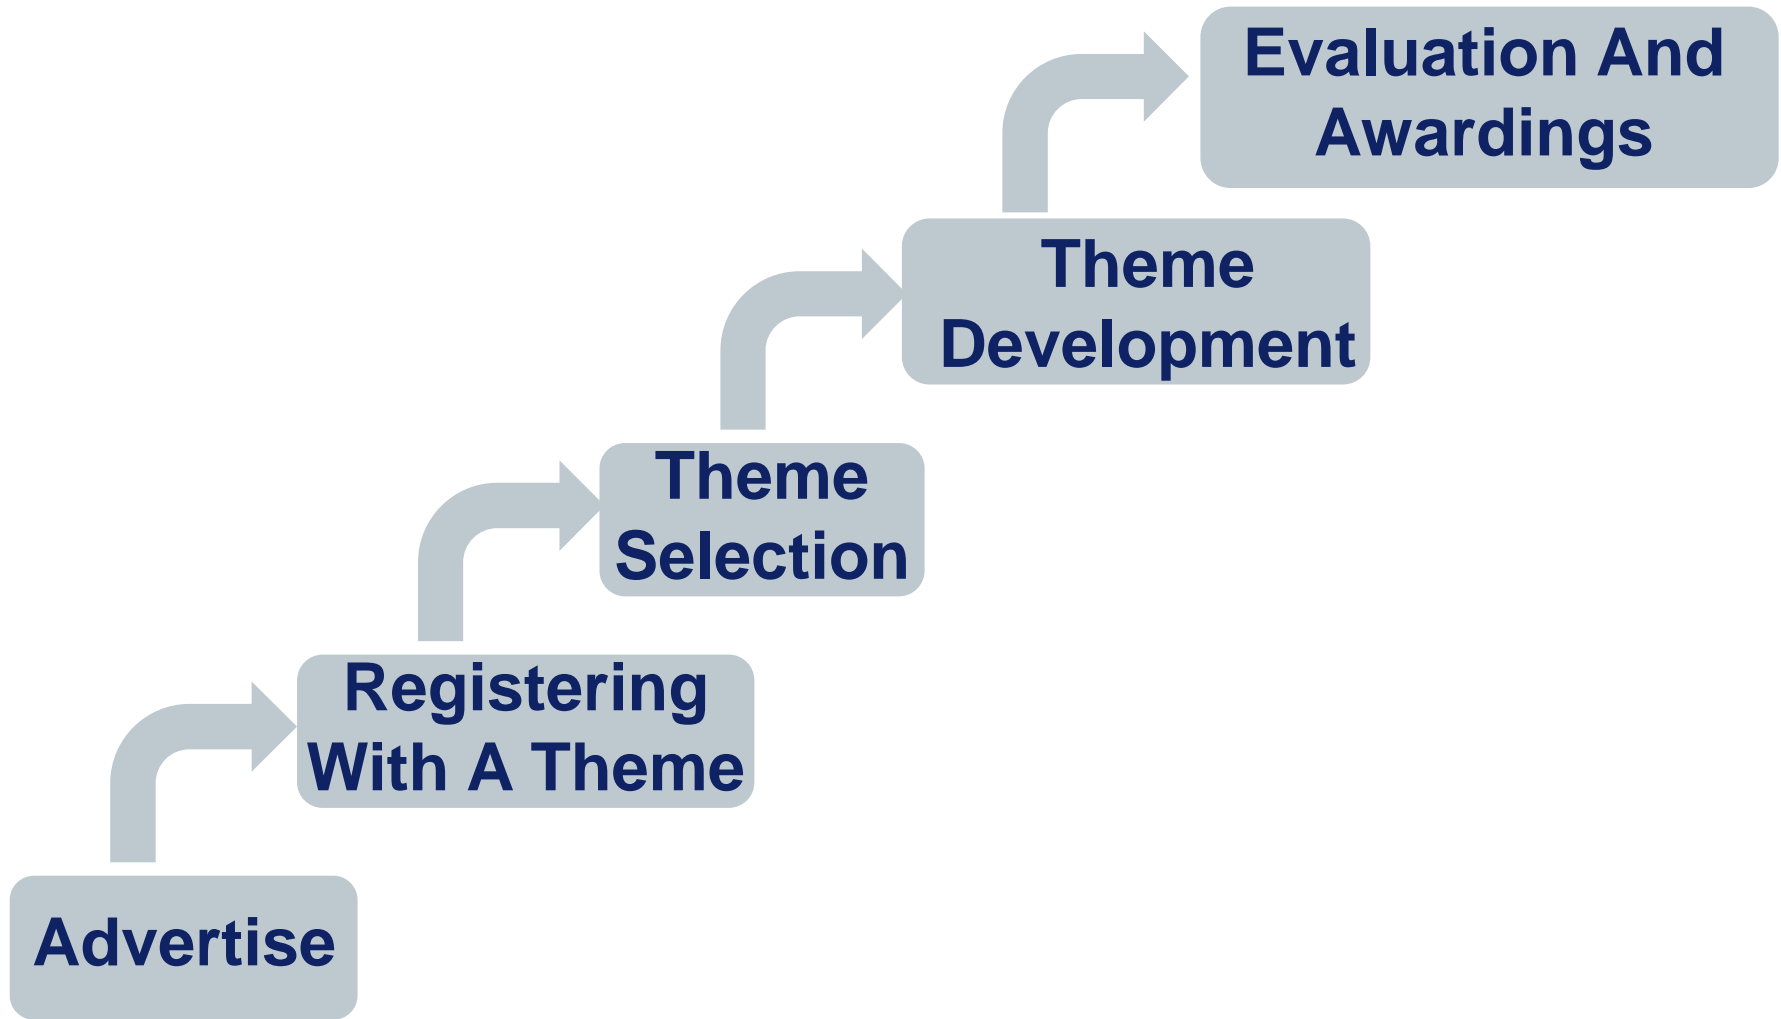 Evaluation And
Awardings
Theme
Development
Theme
Selection
Registering
With A Theme
Advertise